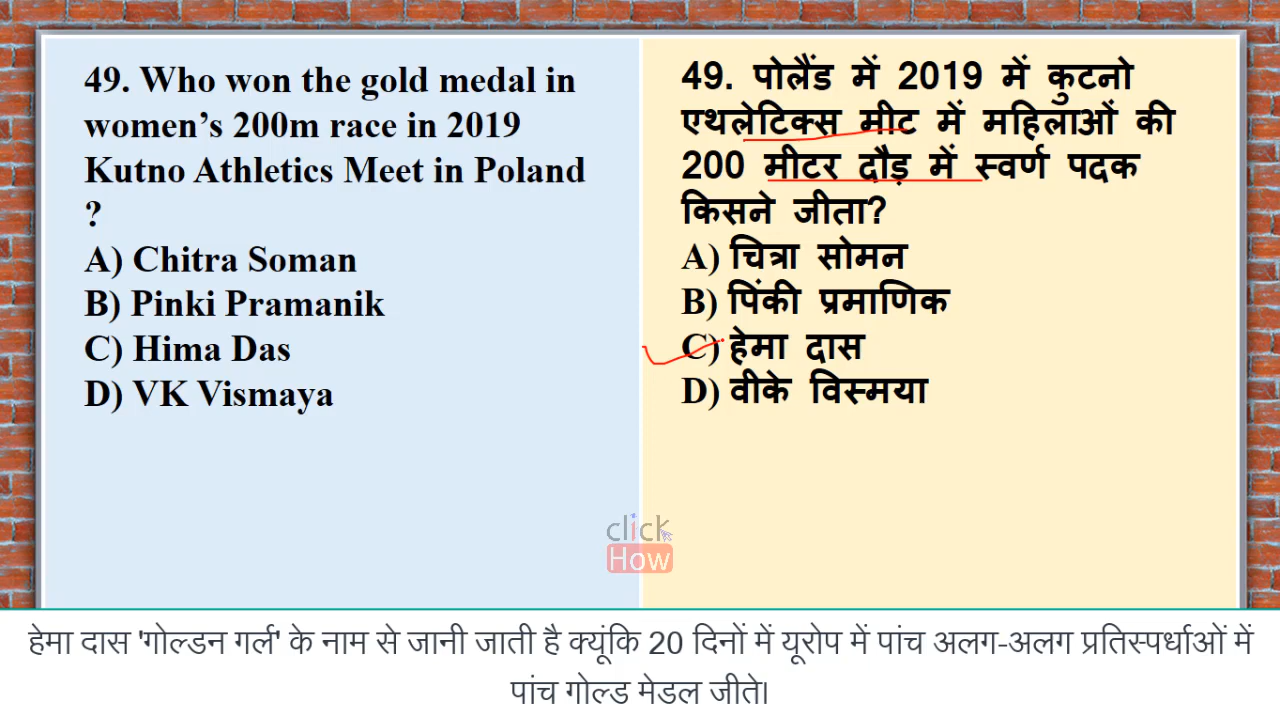 49. Who won the gold medal in
women’s 200m race in 2019
Kutno Athletics Meet in Poland
?
A) Chitra Soman
B) Pinki Pramanik
C) Hima Das
D) VK Vismaya
49. पोलैंड में 2019 में कुटनो
एथलेटिक्स मीट में महिलाओं की
200 मीटर दौड़ में स्वर्ण पदक
किसने जीता?
A) चित्रा सोमन
B) पिंकी प्रमाणिक
C) हेमा दास
D) वीके विस्मया
click
How
हेमा दास 'गोल्डन गर्ल' के नाम से जानी जाती है क्यूंकि 20 दिनों में यूरोप में पांच अलग-अलग प्रतिस्पर्धाओं में
पांच गोल्ड मेडल जीते।